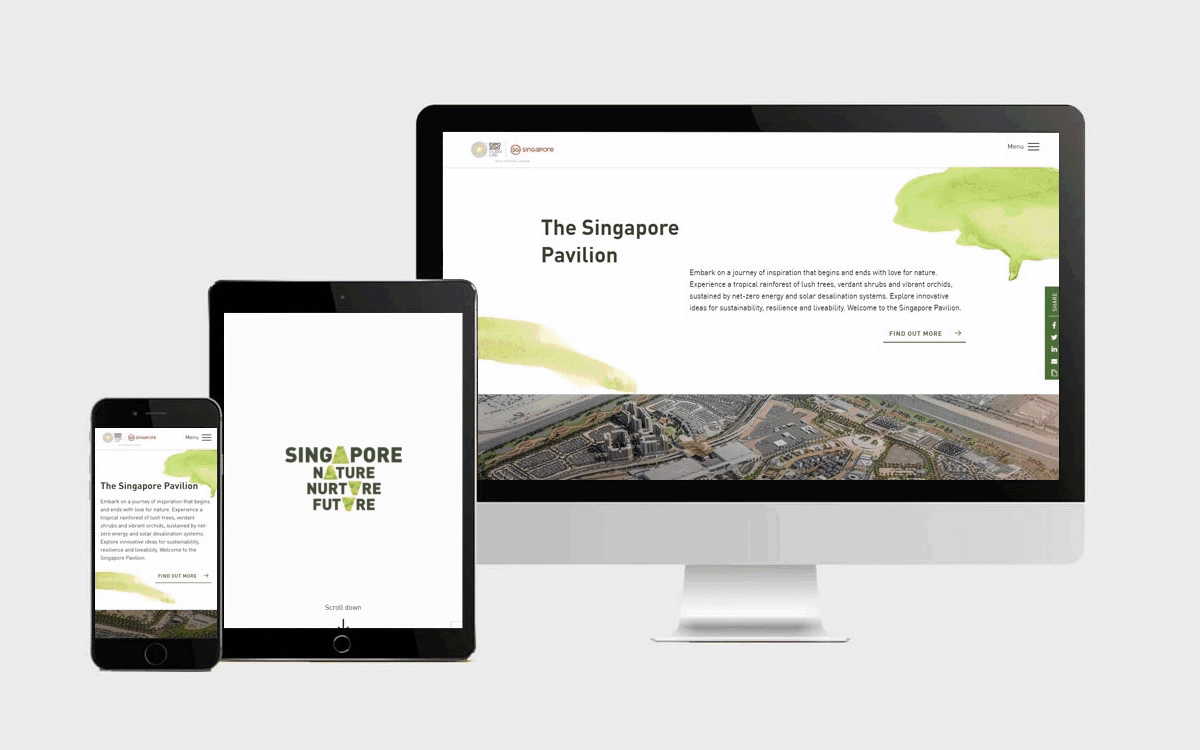 EXPO
2020
DUBAI
UAE
SG singapore
Menu
The Singapore
Pavilion
Embark on a journey of inspiration that begins and ends with love for nature.
Experience a tropical rainforest of lush trees, verdant shrubs and vibrant orchids,
sustained by net-zero energy and solar desalination systems. Explore innovative
ideas for sustainability, resilience and liveability. Welcome to the Singapore Pavilion.
FIND OUT MORE
SHARE
SINGAPORE
NATURE
NURTURE
FUTURE
Scroll down
SG singapore
Menu
The Singapore Pavilion
Embark on a journey of inspiration that begins
and ends with love for nature. Experience a
tropical rainforest of lush trees, verdant
shrubs and vibrant orchids, sustained by net-
zero energy and solar desalination systems.
Explore innovative ideas for sustainability,
resilience and liveability. Welcome to the
Singapore Pavilion.
FIND OUT MORE